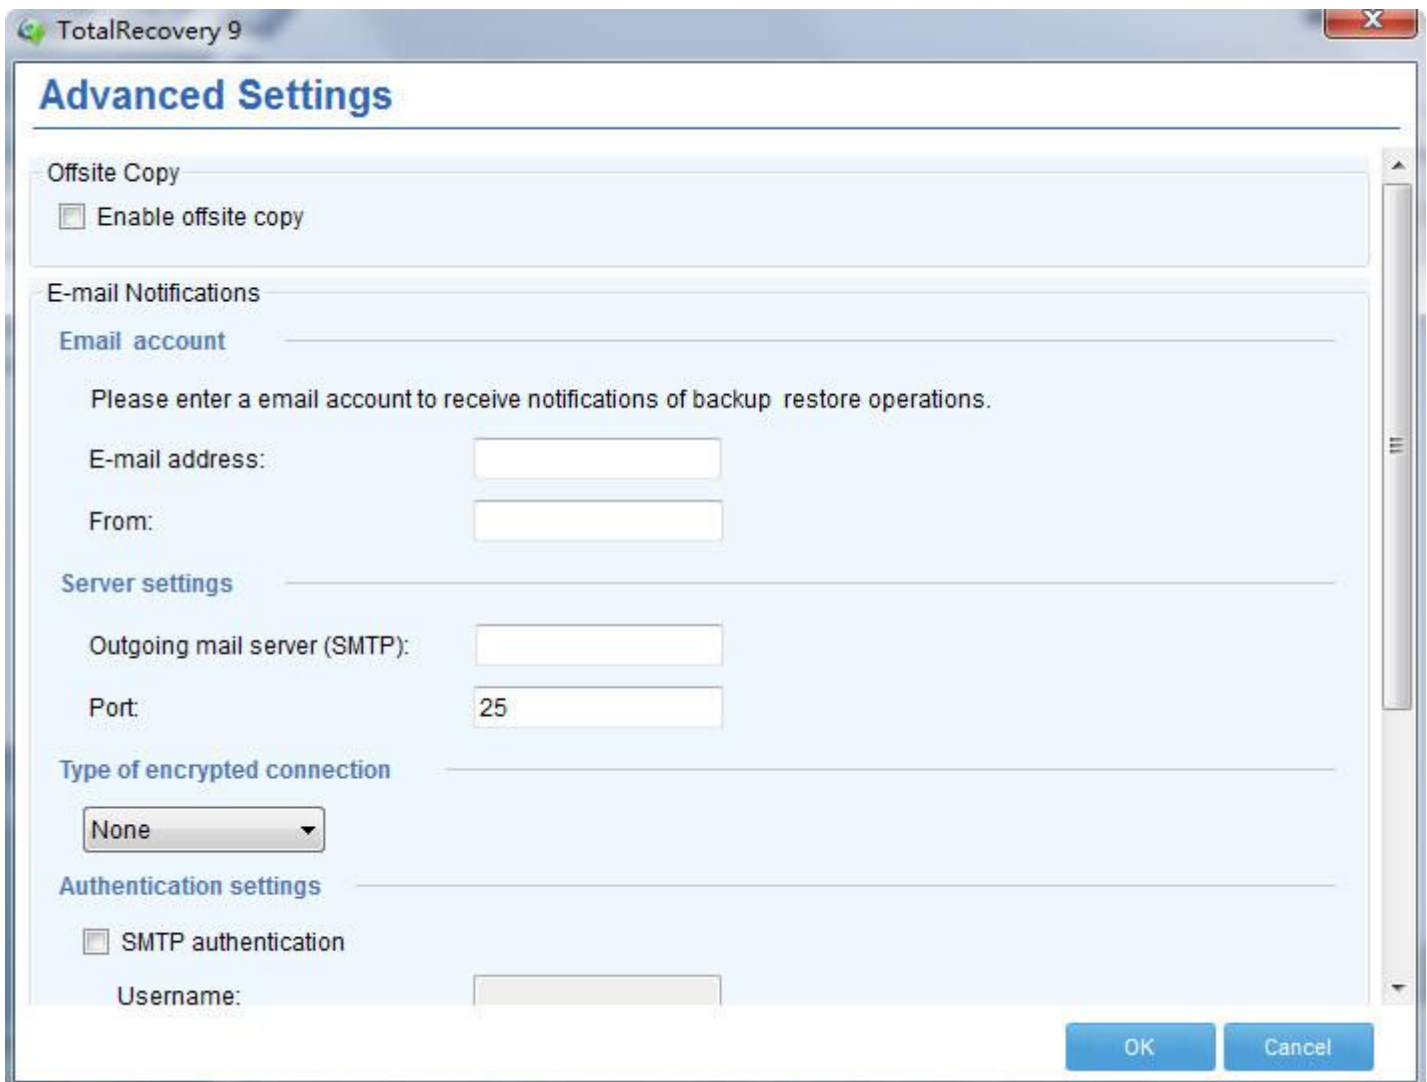 TotalRecovery 9
Advanced Settings
Offsite Copy
Enable offsite copy
E-mail Notifications
Email account
Please enter a email account to receive notifications of backup restore operations.
E-mail address:
From:
Server settings
Outgoing mail server (SMTP):
Port: 25
Type of encrypted connection
None
Authentication settings
SMTP authentication
Username:
OK Cancel